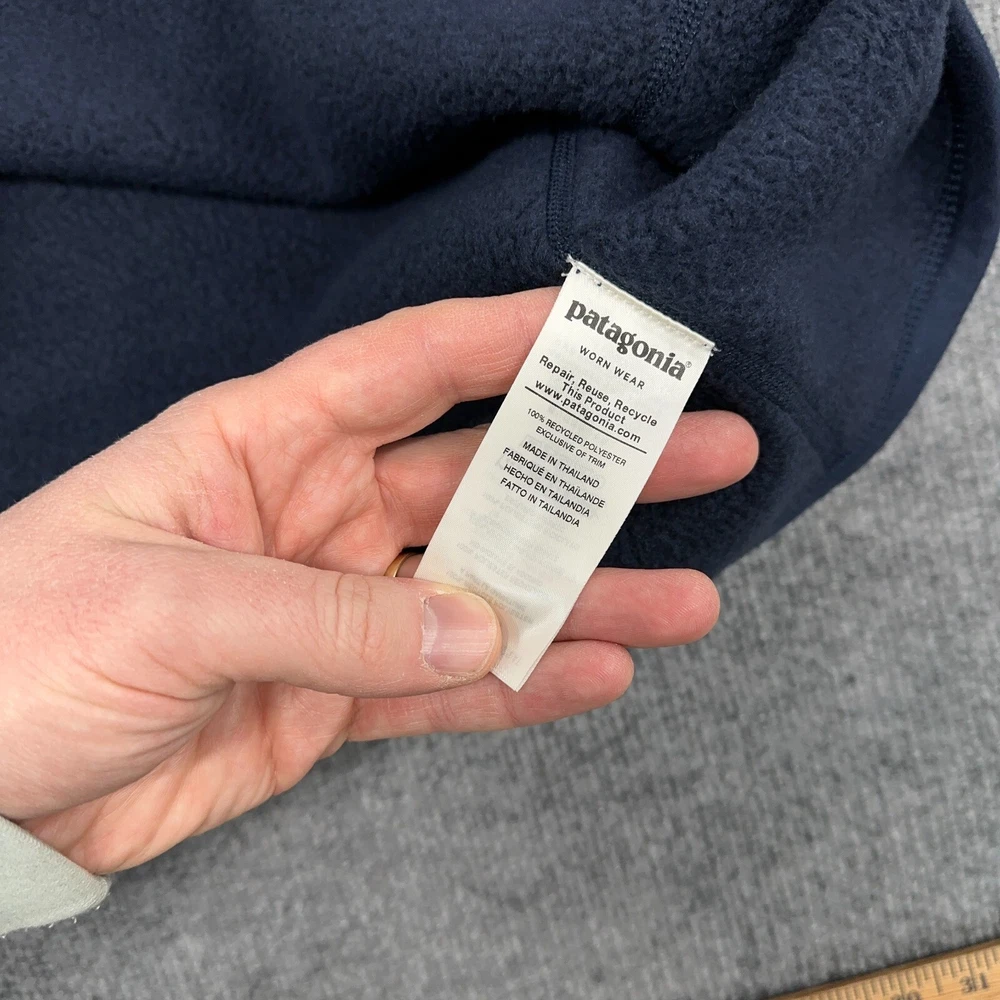 patagonia®
WORN WEAR
Repair, Reuse, Recycle
This Product
www.patagonia.com
100% RECYCLED POLYESTER
EXCLUSIVE OF TRIM
MADE IN THAILAND
FABRIQUÉ EN THAÏLANDE
HECHO EN TAILANDIA
FATTO IN TAILANDIA